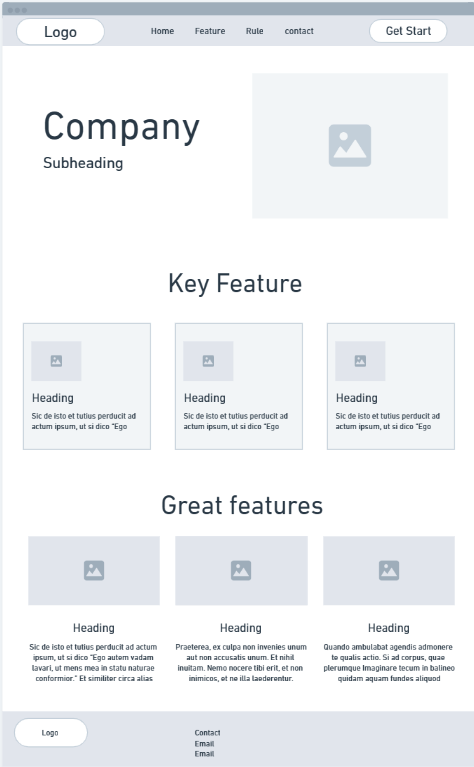 Logo
Home Feature Rule contact
Get Start
Company
Subheading
Key Feature
Heading
Sic de isto et tutius perducit ad
actum ipsum, ut si dico "Ego
Heading
Sic de isto et tutius perducit ad
actum ipsum, ut si dico "Ego
Heading
Sic de isto et tutius perducit ad
actum ipsum, ut si dico "Ego
Great features
Heading
Sic de isto et tutius perducit ad actum
ipsum, ut si dico "Ego autem vadam
lavari, ut mens mea in statu naturae
conformior." Et similiter circa alias
Heading
Praeterea, ex culpa non invenies unum
aut non accusatis unum. Et nihil
inuitam. Nemo nocere tibi erit, et non
inimicos, et ne illa laederentur.
Heading
Quando ambulabat agendis admonere
te qualis actio. Si ad corpus, quae
plerumque Imaginare tecum in balineo
quidam aquam fundes aliquod
Logo
Contact
Email
Email